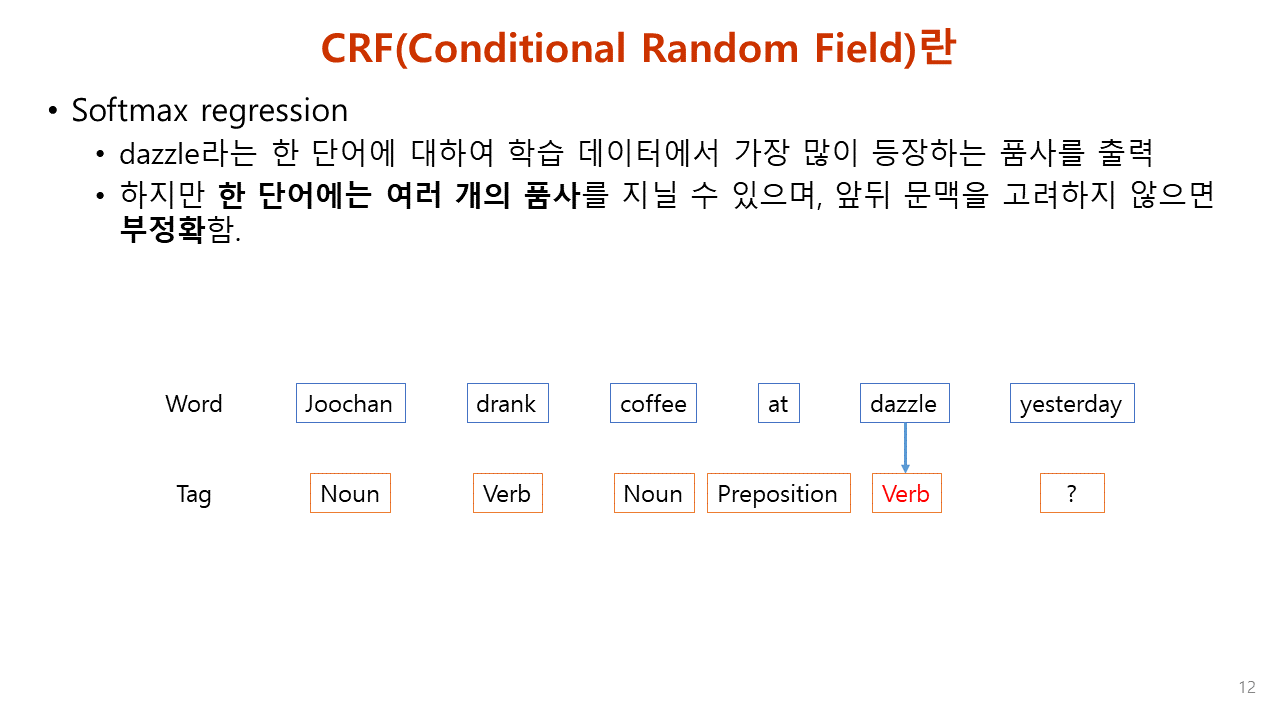 CRF(Conditional Random Field)란
• Softmax regression
• dazzle라는 한 단어에 대하여 학습 데이터에서 가장 많이 등장하는 품사를 출력
• 하지만 한 단어에는 여러 개의 품사를 지닐 수 있으며, 앞뒤 문맥을 고려하지 않으면
부정확함.
Word Joochan drank coffee at dazzle yesterday
Tag Noun Verb Noun Preposition Verb ?
12